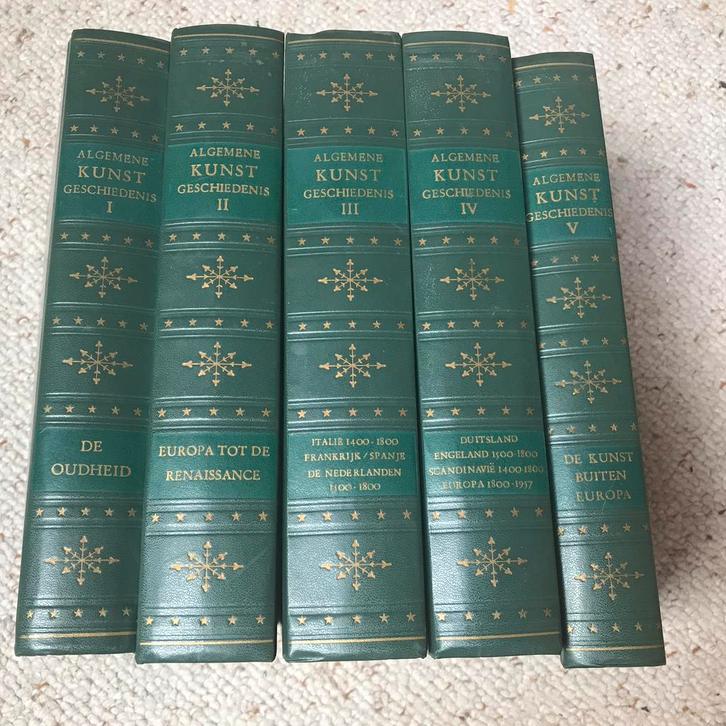 ALGEMENE
KUNST
GESCHIEDENIS
I
DE
OUDHEID
ALGEMENE
KUNST
GESCHIEDENIS
II
EUROPA TOT DE
RENAISSANCE
ALGEMENE
KUNST
GESCHIEDENIS
III
ITALIË 1400-1800
FRANKRIJK/SPANJE
DE NEDERLANDEN
1500-1800
ALGEMENE
KUNST
GESCHIEDENIS
IV
DUITSLAND
ENGELAND 1500-1800
SCANDINAVIË 1400-1800
EUROPA 1800-1957
ALGEMENE
KUNST
GESCHIEDENIS
V
DE KUNST
BUITEN
EUROPA